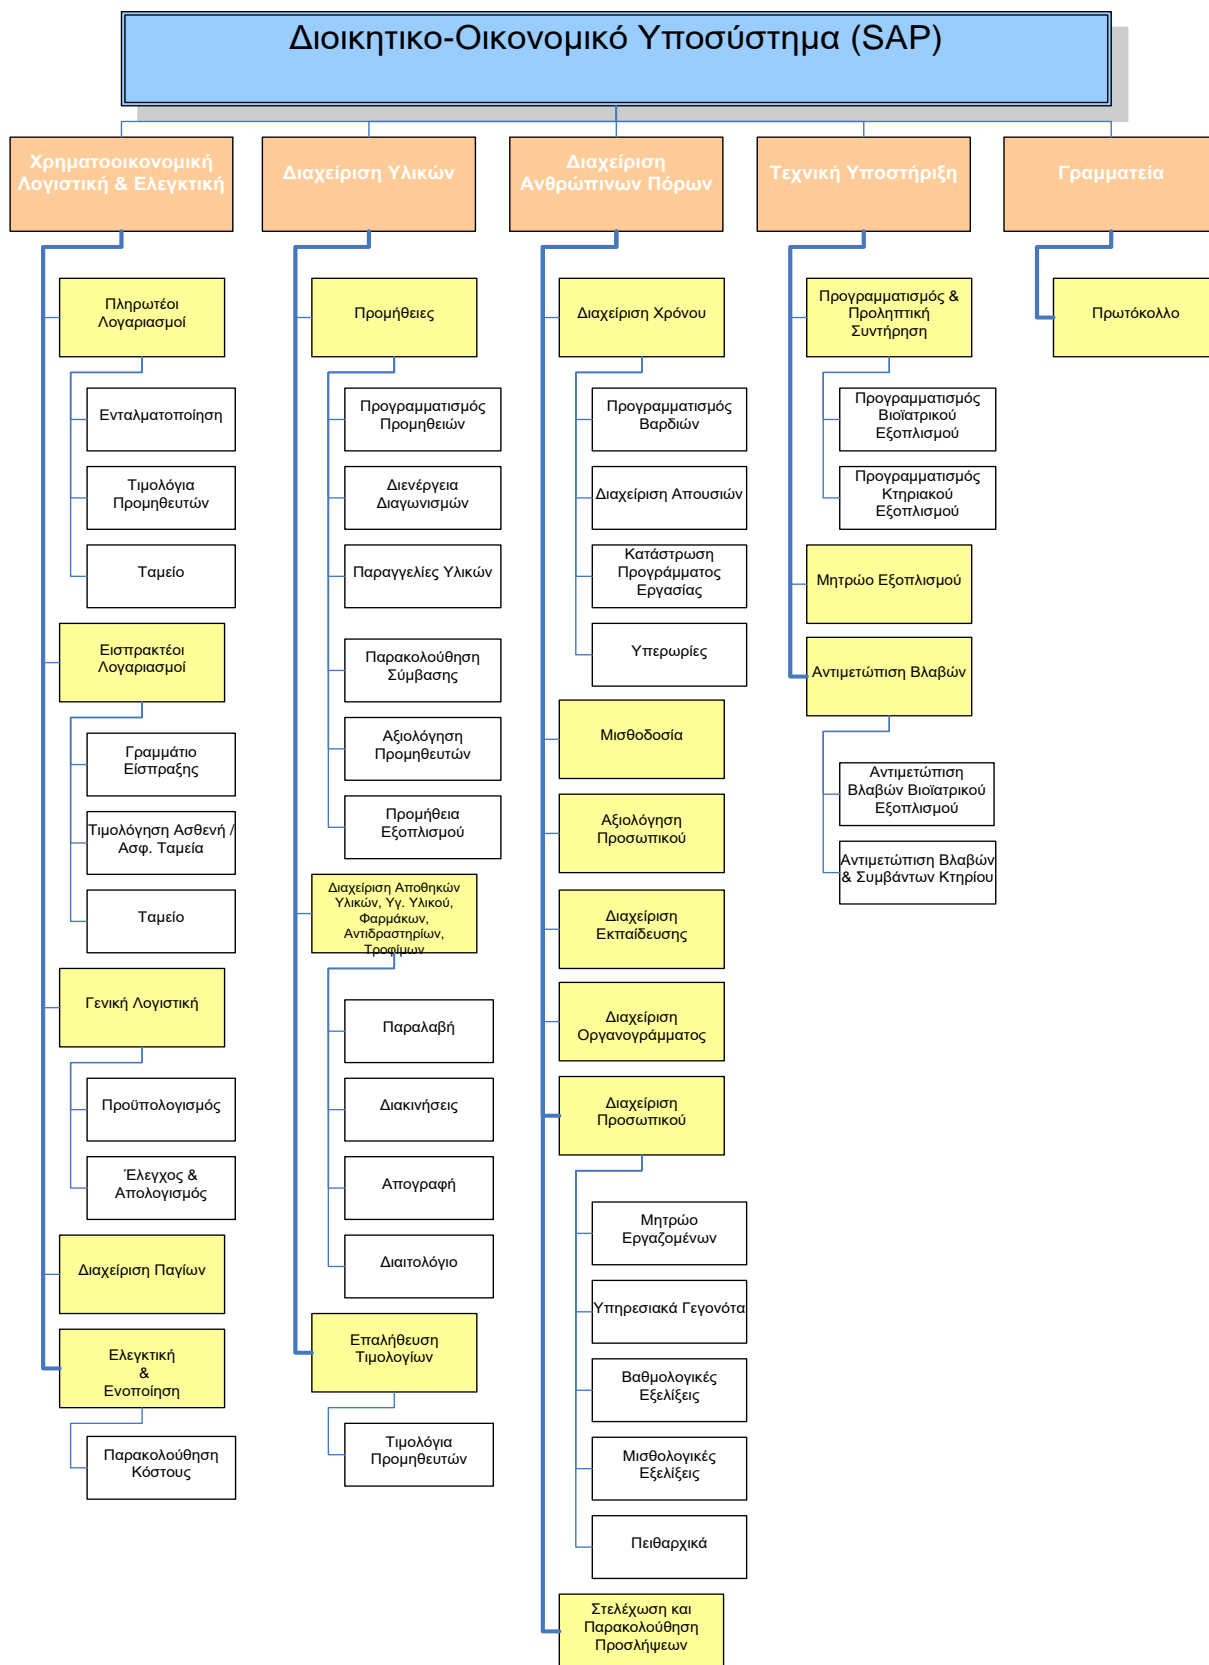 Διοικητικο-Οικονομικό Υποσύστημα (SAP)
Χρηματοοικονομική
Λογιστική & Ελεγκτική
Πληρωτέοι
Λογαριασμοί
Ενταλματοποίηση
Τιμολόγια
Προμηθευτών
Ταμείο
Εισπρακτέοι
Λογαριασμοί
Γραμμάτιο
Είσπραξης
Τιμολόγηση Ασθενή /
Ασφ. Ταμεία
Ταμείο
Γενική Λογιστική
Προϋπολογισμός
Έλεγχος &
Απολογισμός
Διαχείριση Παγίων
Ελεγκτική
&
Ενοποίηση
Παρακολούθηση
Κόστους
Διαχείριση Υλικών
Προμήθειες
Προγραμματισμός
Προμηθειών
Διενέργεια
Διαγωνισμών
Παραγγελίες Υλικών
Παρακολούθηση
Σύμβασης
Αξιολόγηση
Προμηθευτών
Προμήθεια
Εξοπλισμού
Διαχείριση Αποθηκών
Υλικών, Υγ. Υλικού,
Φαρμάκων,
Αντιδραστηρίων,
Τροφίμων
Παραλαβή
Διακινήσεις
Απογραφή
Διαιτολόγιο
Επαλήθευση
Τιμολογίων
Τιμολόγια
Προμηθευτών
Διαχείριση
Ανθρώπινων Πόρων
Διαχείριση Χρόνου
Προγραμματισμός
Βαρδιών
Διαχείριση Απουσιών
Κατάστρωση
Προγράμματος
Εργασίας
Υπερωρίες
Μισθοδοσία
Αξιολόγηση
Προσωπικού
Διαχείριση
Εκπαίδευσης
Διαχείριση
Οργανογράμματος
Διαχείριση
Προσωπικού
Μητρώο
Εργαζομένων
Υπηρεσιακά Γεγονότα
Βαθμολογικές
Εξελίξεις
Μισθολογικές
Εξελίξεις
Πειθαρχικά
Στελέχωση και
Παρακολούθηση
Προσλήψεων
Τεχνική Υποστήριξη
Προγραμματισμός &
Προληπτική
Συντήρηση
Προγραμματισμός
Βιοϊατρικού
Εξοπλισμού
Προγραμματισμός
Κτηριακού
Εξοπλισμού
Μητρώο Εξοπλισμού
Αντιμετώπιση Βλαβών
Αντιμετώπιση
Βλαβών Βιοϊατρικού
Εξοπλισμού
Αντιμετώπιση Βλαβών
& Συμβάντων Κτηρίου
Γραμματεία
Πρωτόκολλο